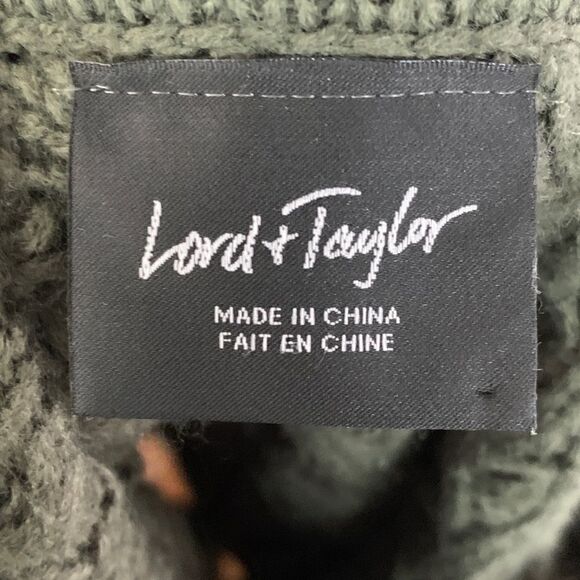 Lord + Taylor
MADE IN CHINA
FAIT EN CHINE